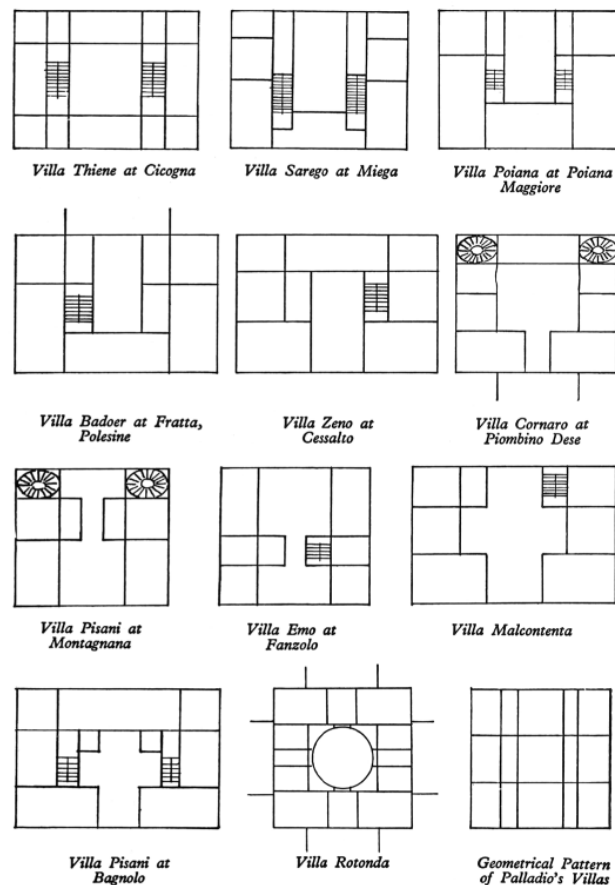 Villa Thiene at Cicogna
Villa Sarego at Miega
Villa Poiana at Poiana
Maggiore
Villa Badoer at Fratta,
Polesine
Villa Zeno at
Cessalto
Villa Cornaro at
Piombino Dese
Villa Pisani at
Montagnana
Villa Emo at
Fanzolo
Villa Malcontenta
Villa Pisani at
Bagnolo
Villa Rotonda
Geometrical Pattern
of Palladio's Villas